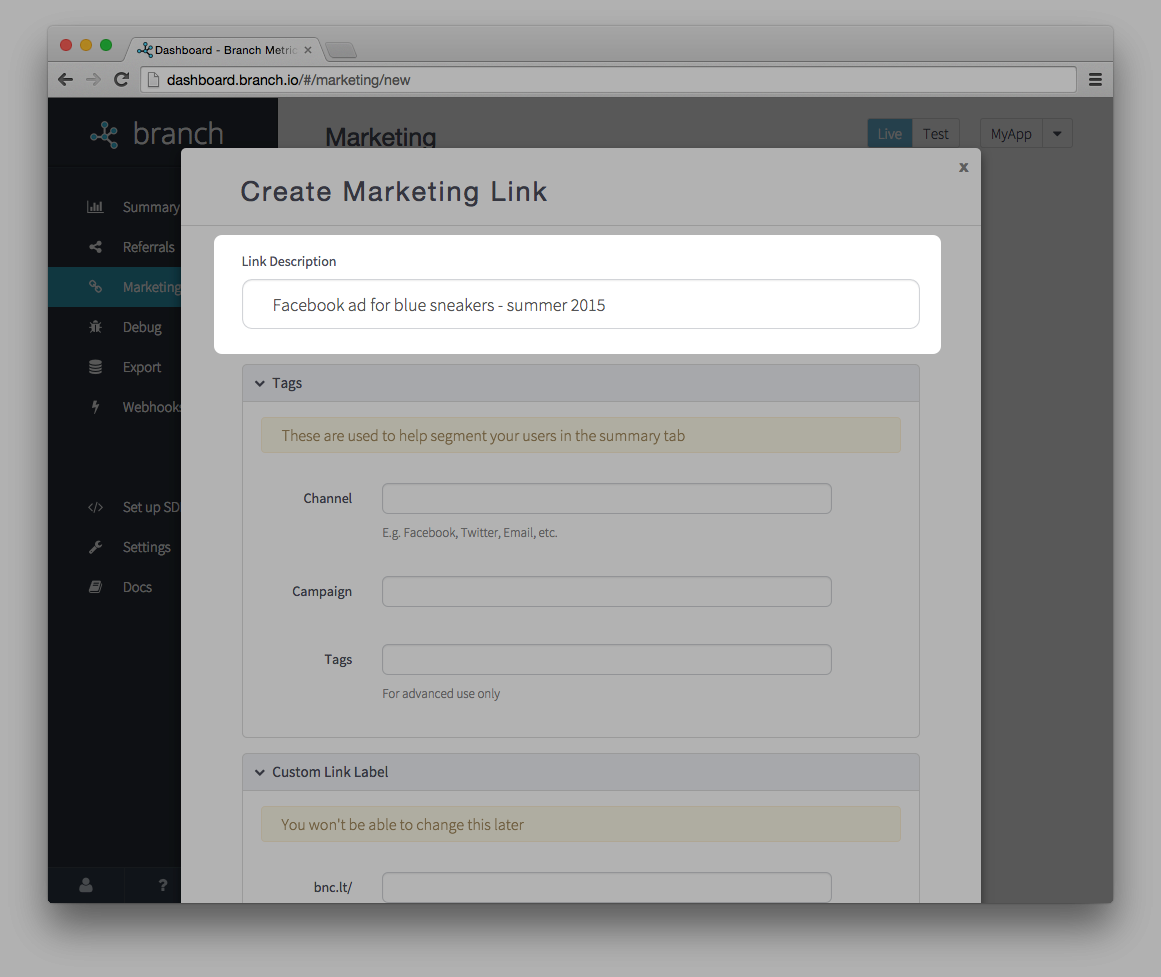 Dashboard - Branch Metric
dashboard.branch.io/#/marketing/new
branch
Marketing
Live
Test
MyApp
Summary
Referrals
Marketing
Debug
Export
Webhooks
Set up SD
Settings
Docs
?
x
Create Marketing Link
Link Description
Facebook ad for blue sneakers - summer 2015
Tags
These are used to help segment your users in the summary tab
Channel
E.g. Facebook, Twitter, Email, etc.
Campaign
Tags
For advanced use only
Custom Link Label
You won't be able to change this later
bnc.lt/